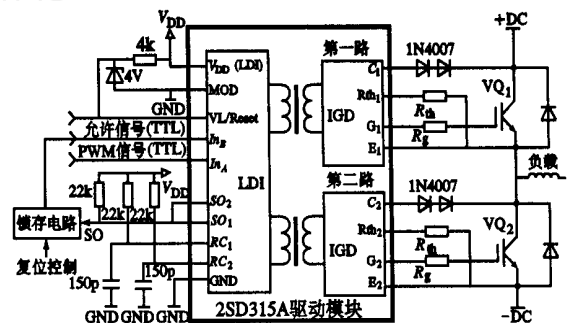 V_DD
4k
4V
GND
允许信号(TTL)
PWM信号(TTL)
22k
22k
22k
V_DD
锁存电路
SO
复位控制
150p
150p
GND
GND
GND
V_DD (LDI)
MOD
VL/Reset
In_B
In_A
LDI
SO_2
SO_1
RC_1
RC_2
GND
2SD315A驱动模块
第一路
IGD
C_1
Rth_1
G_1
E_1
第二路
IGD
C_2
Rth_2
G_2
E_2
1N4007
R_th
R_g
VQ_1
+DC
负载
1N4007
R_th
R_g
VQ_2
-DC